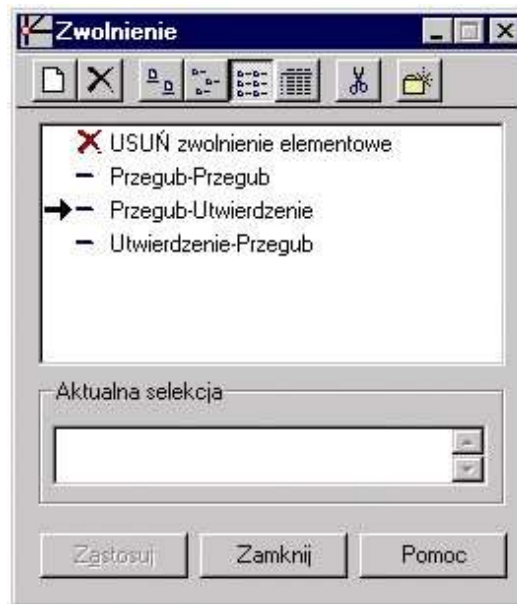 Zwolnienie
USUŃ zwolnienie elementowe
Przegub-Przegub
Przegub-Utwierdzenie
Utwierdzenie-Przegub
Aktualna selekcja
Zastosuj
Zamknij
Pomoc